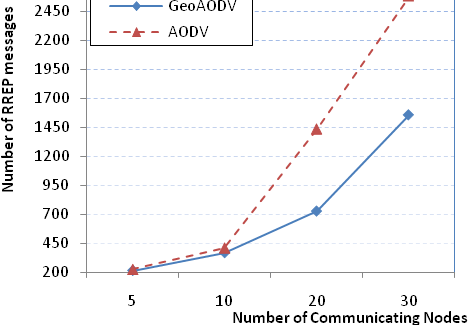 GeoAODV
AODV
Number of RREP messages
2450
2200
1950
1700
1450
1200
950
700
450
200
5 10 20 30
Number of Communicating Nodes